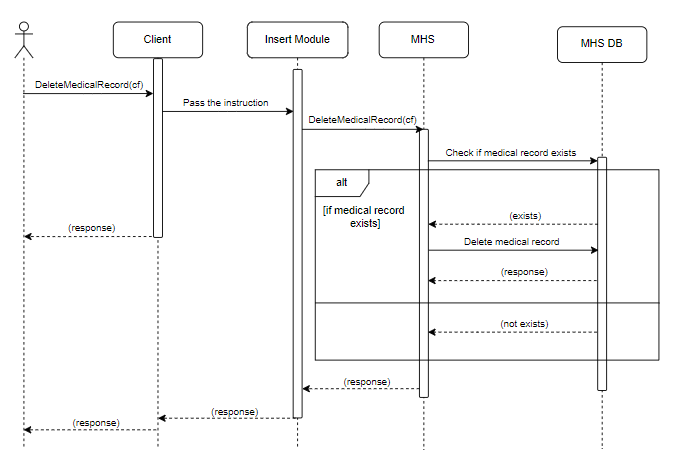 Client
Insert Module
MHS
MHS DB
DeleteMedicalRecord(cf)
Pass the instruction
DeleteMedicalRecord(cf)
Check if medical record exists
alt
[if medical record
exists]
(exists)
(response)
Delete medical record
(response)
(not exists)
(response)
(response)
(response)